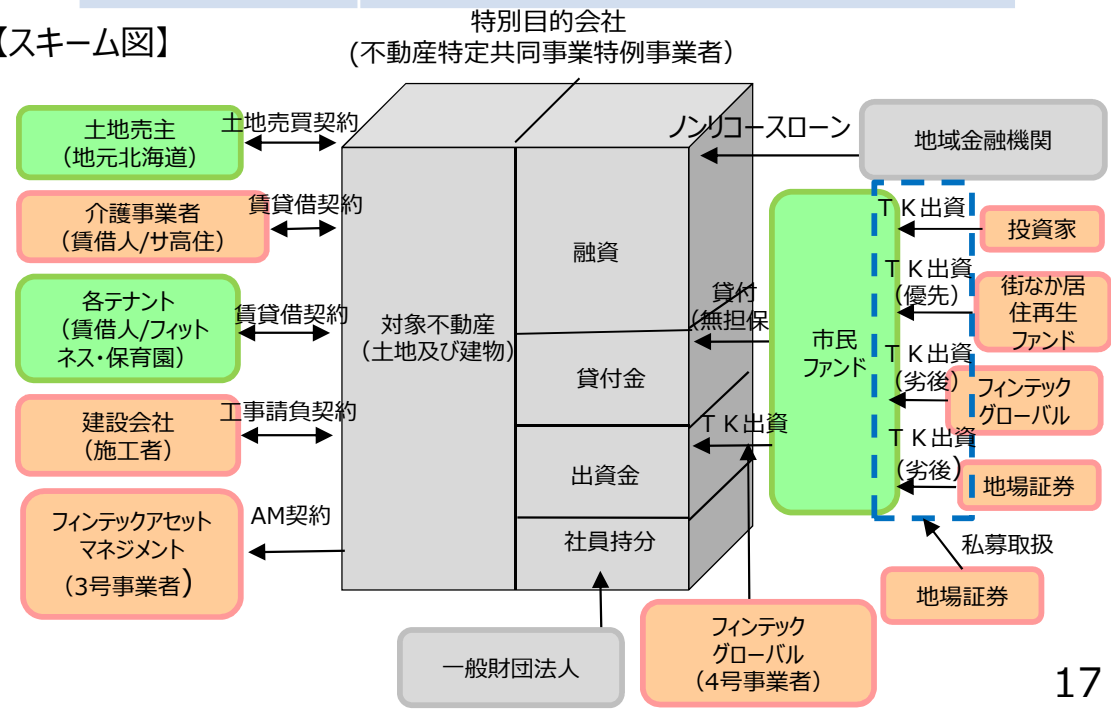 特別目的会社
(不動産特定共同事業特例事業者)
【スキーム図】
土地売主
(地元北海道)
土地売買契約
介護事業者
(賃借人/サ高住)
賃貸借契約
各テナント
(賃借人/フィット
ネス・保育園)
賃貸借契約
建設会社
(施工者)
工事請負契約
フィンテックアセット
マネジメント
(3号事業者)
AM契約
対象不動産
(土地及び建物)
融資
貸付金
出資金
社員持分
ノンリコースローン
地域金融機関
貸付
(無担保
TK出資
市民
ファンド
TK出資
投資家
TK出資
(優先)
街なか居
住再生
ファンド
TK出資
(劣後)
フィンテック
グローバル
TK出資
(劣後)
地場証券
私募取扱
地場証券
一般財団法人
フィンテック
グローバル
(4号事業者)
17